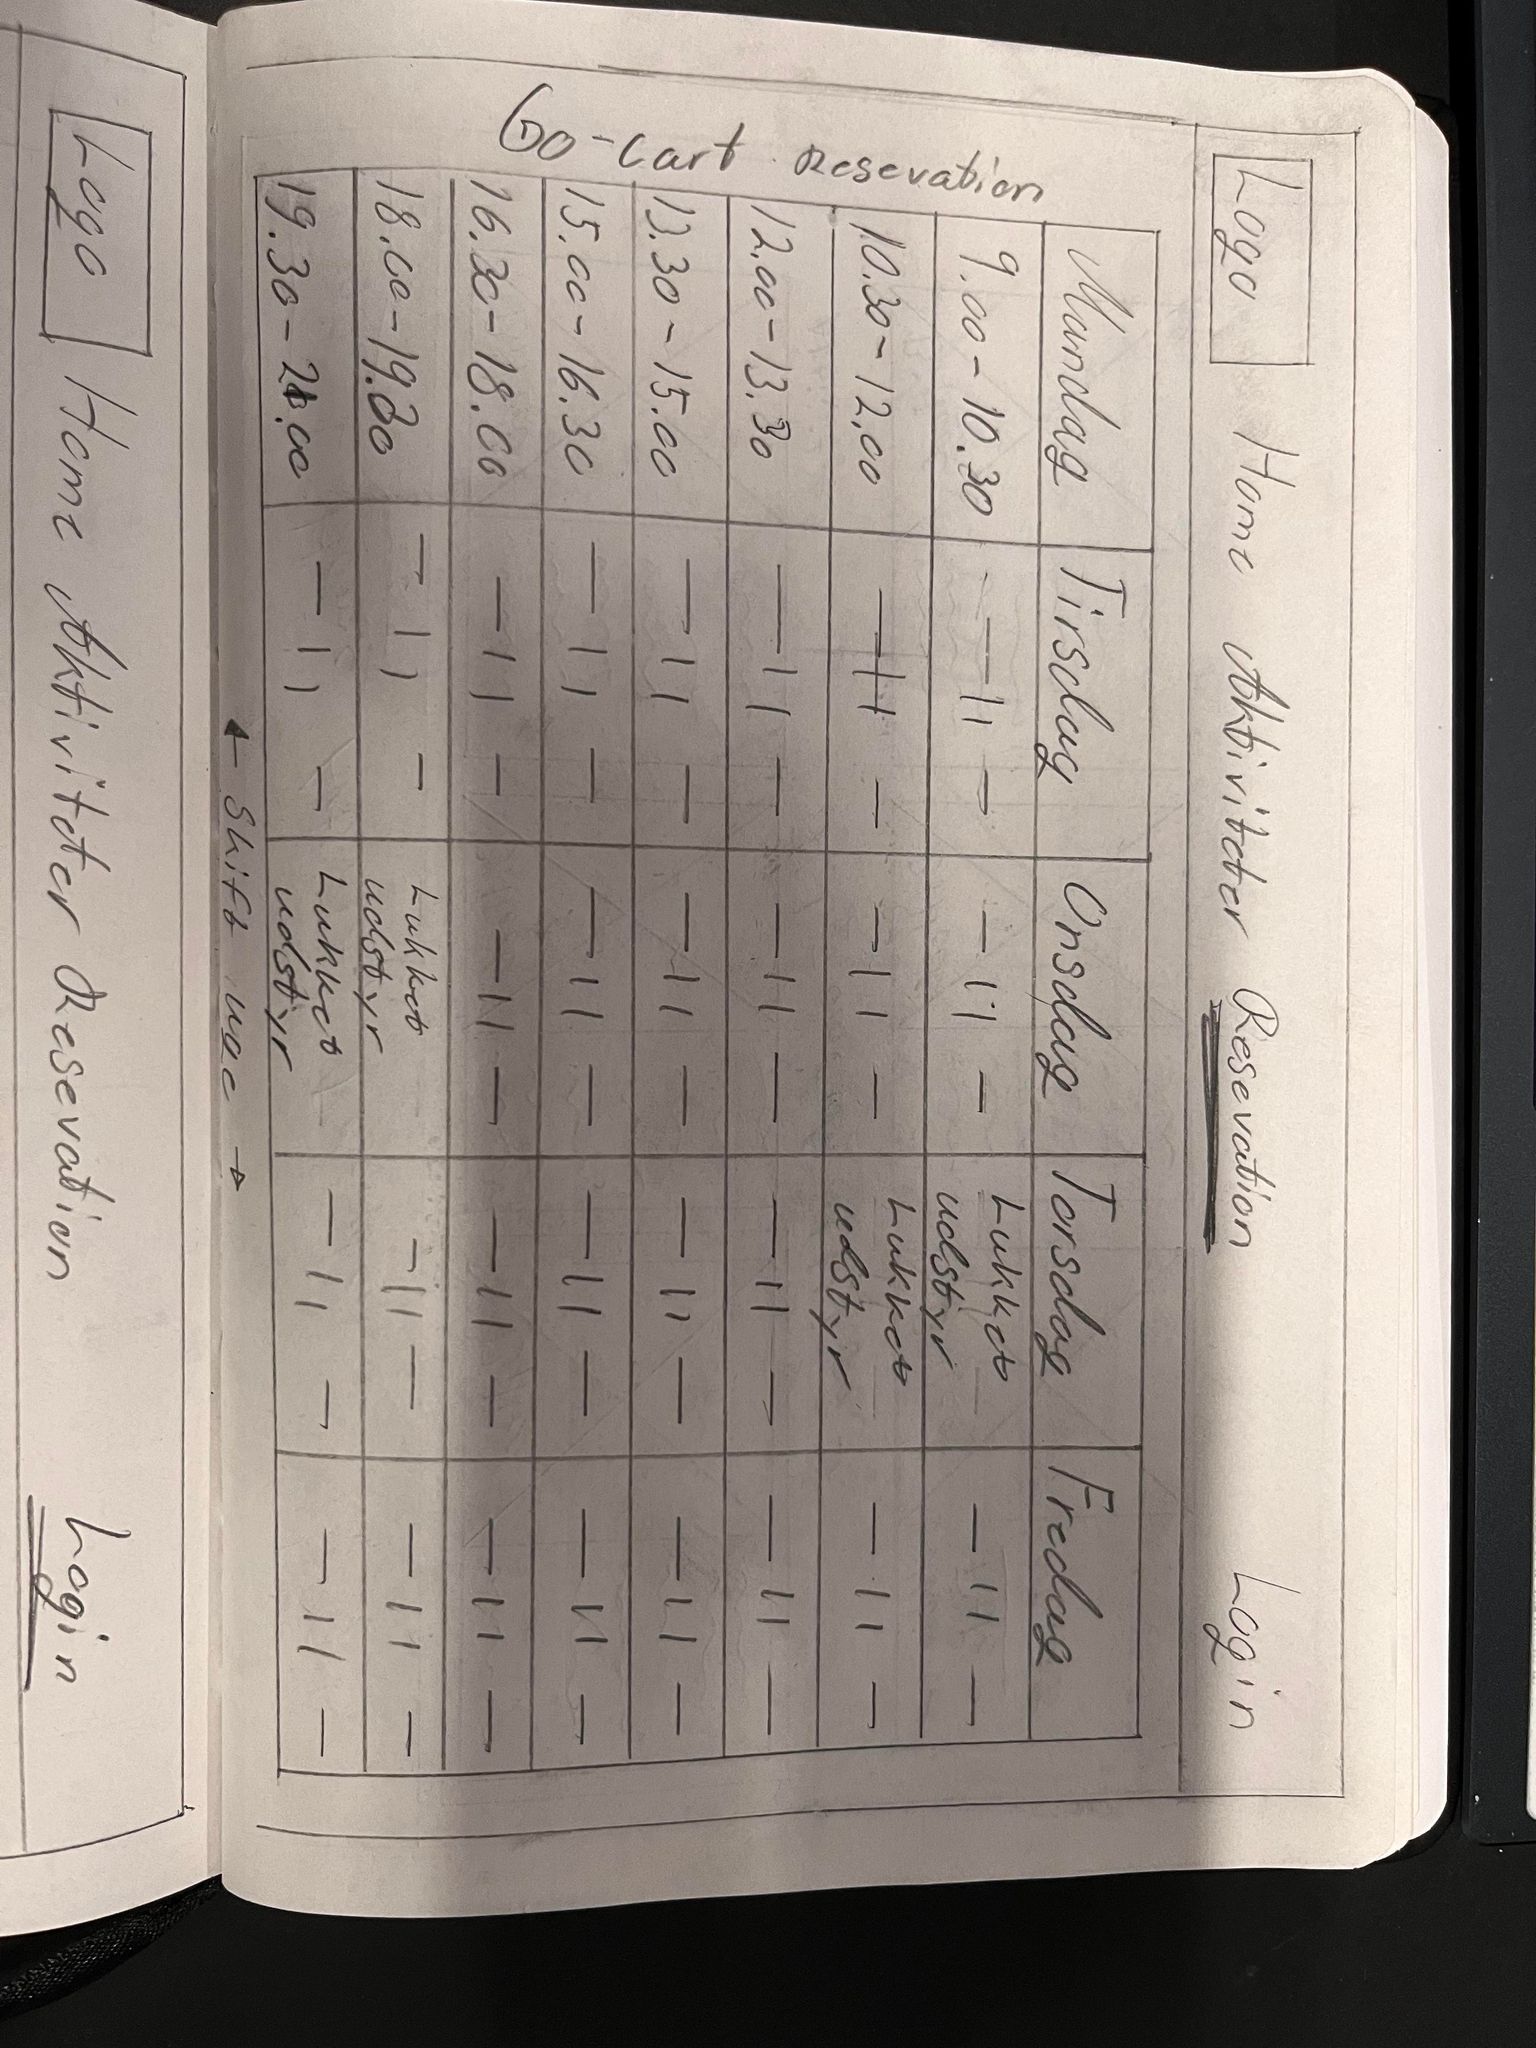 Logo Home Aktiviteter Resevation Login
Go-Cart Resevation
Mandag Tirsdag Onsdag Torsdag Fredag
9.00-10.30 — 11 — — 11 — Lukket udstyr — 11 —
10.30-12.00 — 11 — — 11 — Lukket udstyr — 11 —
12.00-13.30 — 11 — — 11 — — 11 — — 11 —
13.30-15.00 — 11 — — 11 — — 11 — — 11 —
15.00-16.30 — 11 — — 11 — — 11 — — 11 —
16.30-18.00 — 11 — — 11 — — 11 — — 11 —
18.00-19.30 — 11 — Lukket udstyr — 11 — — 11 —
19.30-21.00 — 11 — Lukket udstyr — 11 — — 11 —
← Skift uge →
Logo Home Aktiviteter Resevation Login